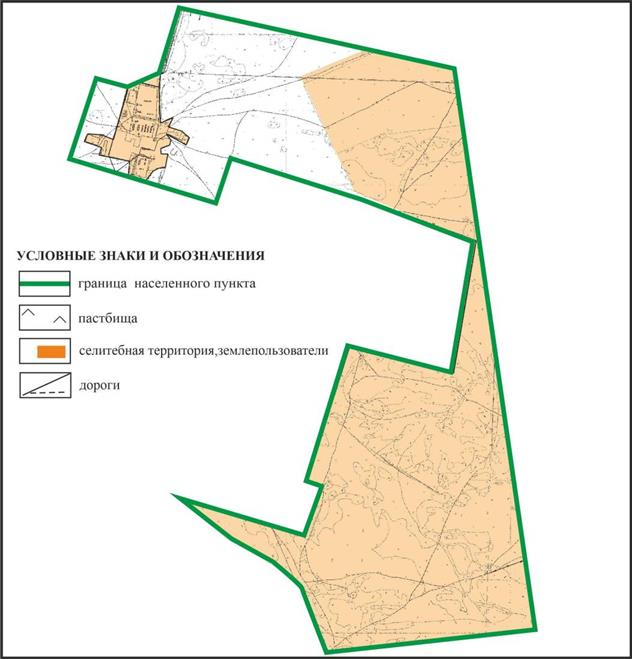 УСЛОВНЫЕ ЗНАКИ И ОБОЗНАЧЕНИЯ
граница населенного пункта
пастбища
селитебная территория,землепользователи
дороги